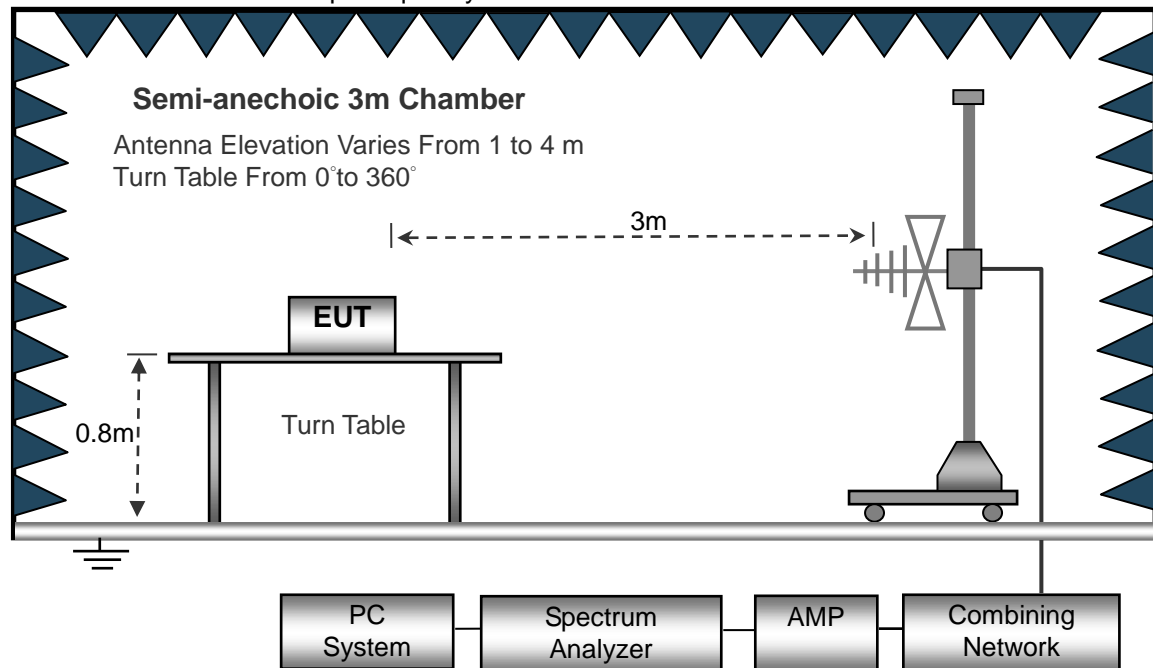 Semi-anechoic 3m Chamber
Antenna Elevation Varies From 1 to 4 m
Turn Table From 0°to 360°
3m
EUT
0.8m
Turn Table
PC
System
Spectrum
Analyzer
AMP
Combining
Network